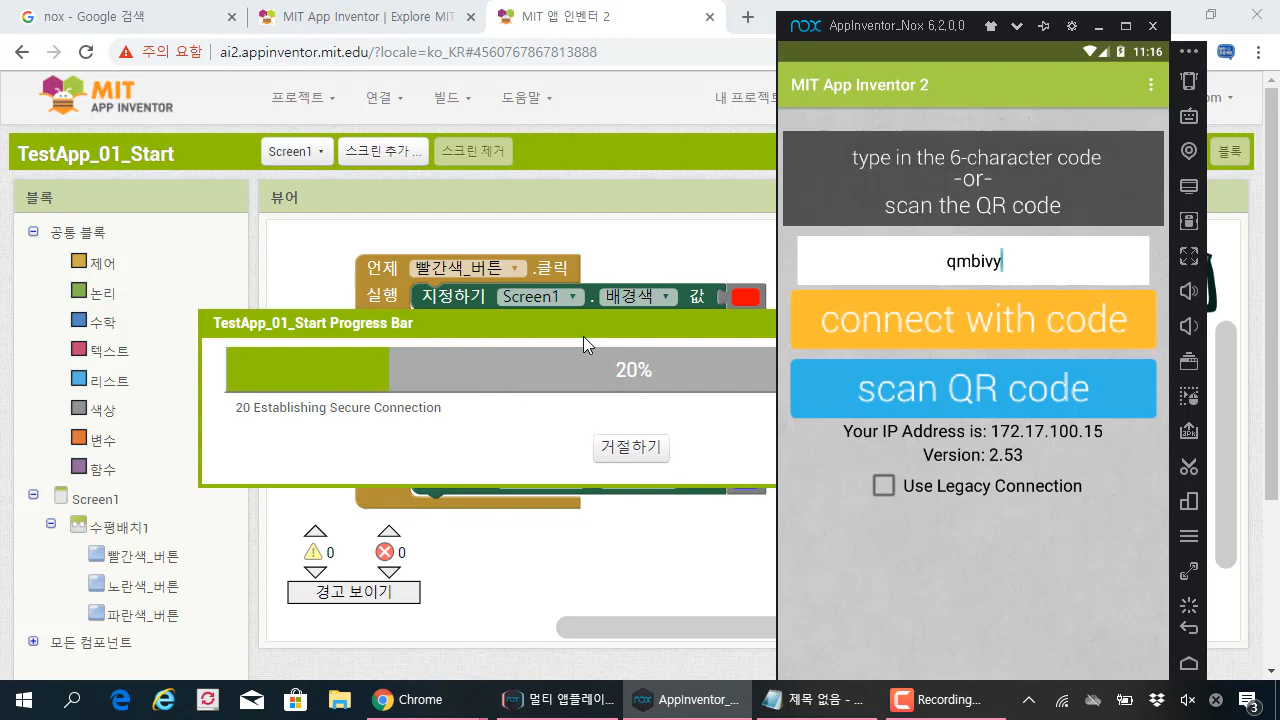 nox - Google 검색
App Inventor | Explore MIT
MIT 앱 인벤터 2
주의 요함
ai2.appinventor.mit.edu/?locale=ko_KR#4560767867813888
MIT
APP INVENTOR
프로젝트
연결
빌드
도움말
내 프로젝트
om
TestApp_01_Start
Screen1
스크린 추가 ...
스크린 제거
블록
블록
뷰어
공통 블록
제어
논리
수학
텍스트
리스트
색상
변수
함수
Screen1
수평배치1
빨간색_버튼
노란색_버튼
파란색_버튼
모든 컴포넌트
언제 빨간색_버튼 .클릭
실행 지정하기 Screen1 . 배경색 값
TestApp_01_Start Progress Bar
20%
20 Establishing Secure Connection
거절하기
0
0
경고 보이기
nox AppInventor_Nox 6,2,0,0
11:16
MIT App Inventor 2
type in the 6-character code
-or-
scan the QR code
qmbivy
connect with code
scan QR code
Your IP Address is: 172.17.100.15
Version: 2.53
Use Legacy Connection
Chrome
멀티 앱플레이...
AppInventor_...
제목 없음 - ...
Recording...
3